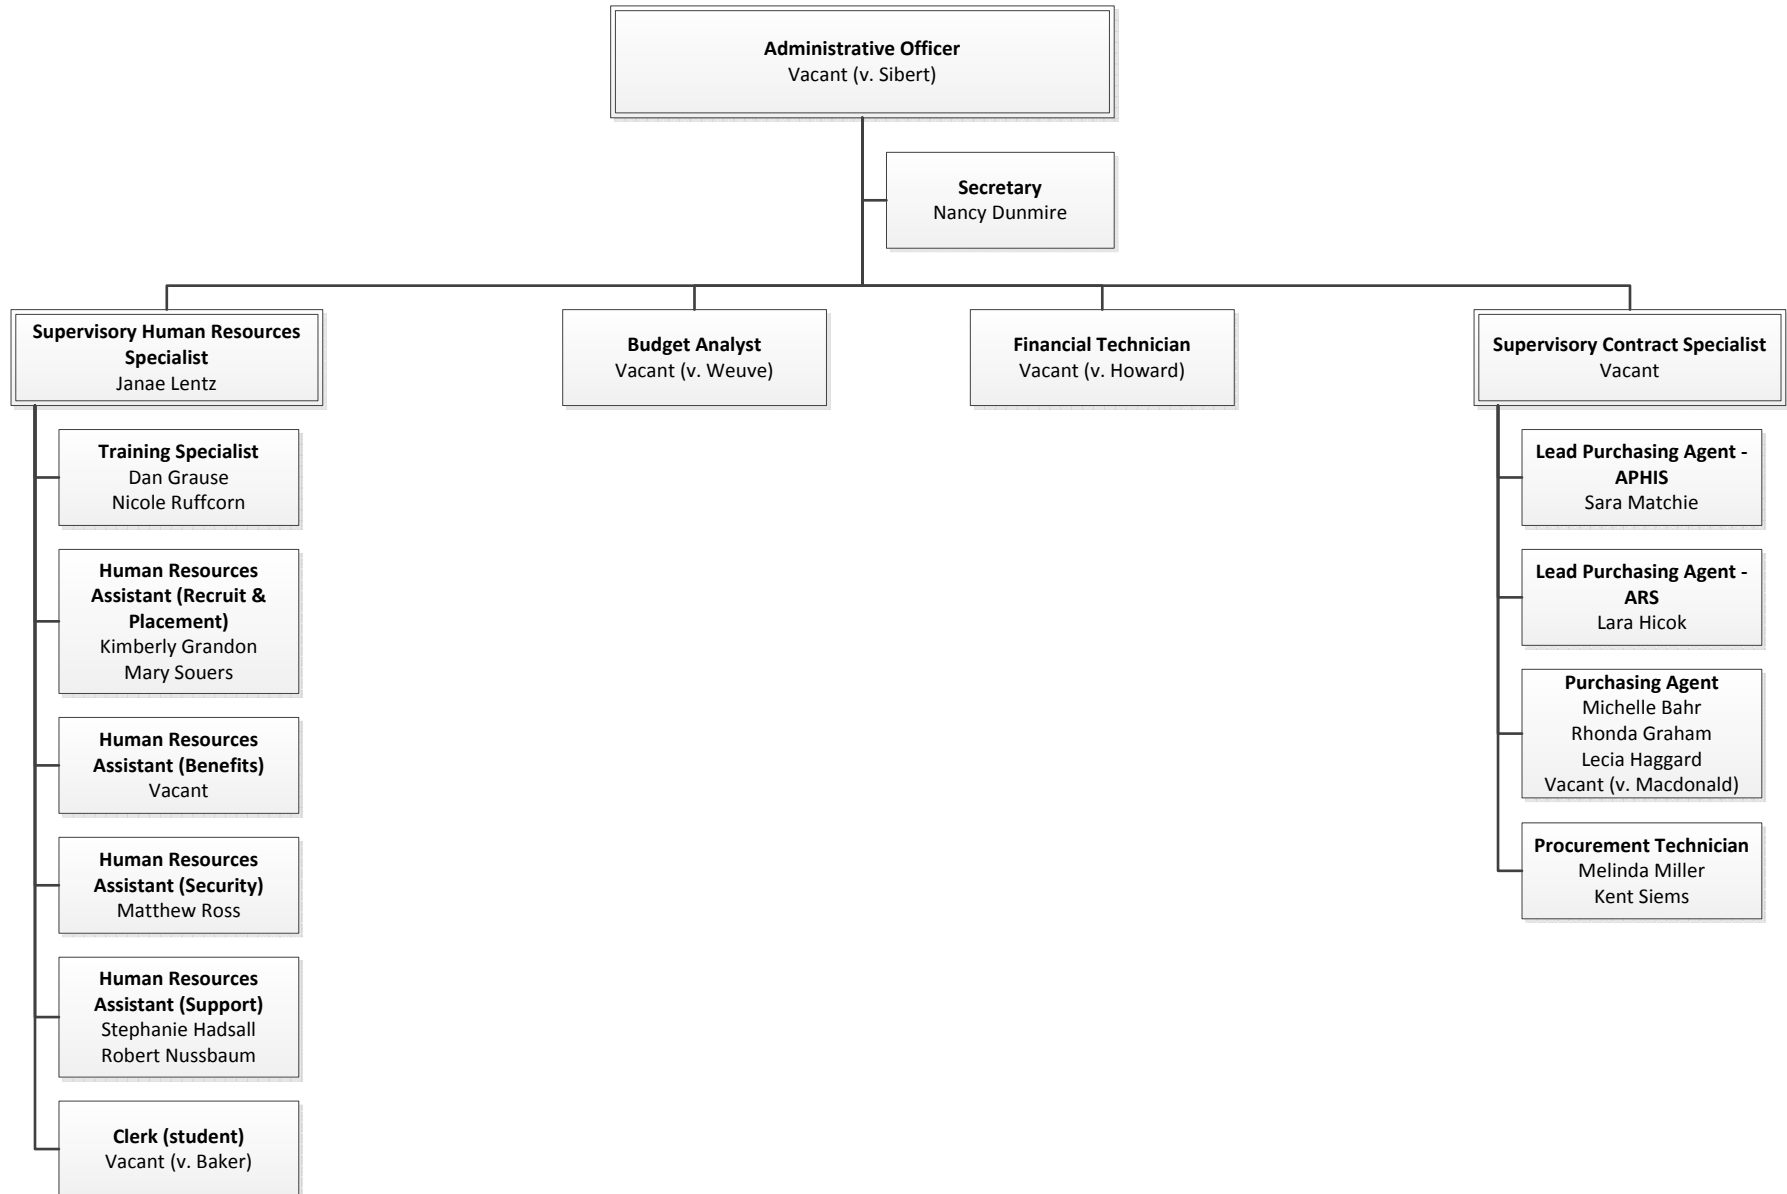 Administrative Officer
Vacant (v. Sibert)
Secretary
Nancy Dunmire
Supervisory Human Resources
Specialist
Janae Lentz
Budget Analyst
Vacant (v. Weuve)
Financial Technician
Vacant (v. Howard)
Supervisory Contract Specialist
Vacant
Training Specialist
Dan Grause
Nicole Ruffcorn
Human Resources
Assistant (Recruit &
Placement)
Kimberly Grandon
Mary Souers
Human Resources
Assistant (Benefits)
Vacant
Human Resources
Assistant (Security)
Matthew Ross
Human Resources
Assistant (Support)
Stephanie Hadsall
Robert Nussbaum
Clerk (student)
Vacant (v. Baker)
Lead Purchasing Agent -
APHIS
Sara Matchie
Lead Purchasing Agent -
ARS
Lara Hicok
Purchasing Agent
Michelle Bahr
Rhonda Graham
Lecia Haggard
Vacant (v. Macdonald)
Procurement Technician
Melinda Miller
Kent Siems